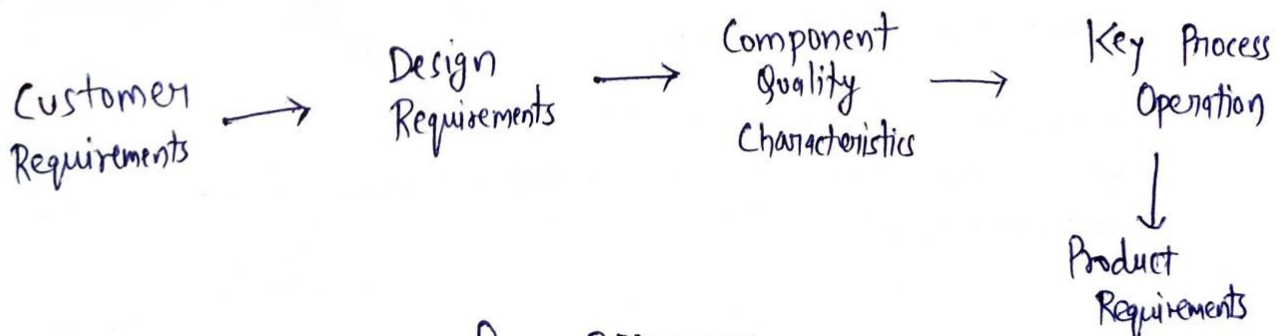 Customer
Requirements
Design
Requirements
Component
Quality
Characteristics
Key Process
Operation
Product
Requirements